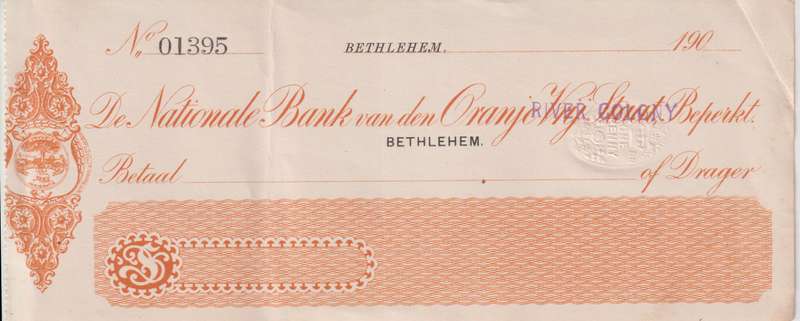 No. 01395 BETHLEHEM, 190
De Nationale Bank van den Oranje Vrij Staat Beperkt.
RIVER COLONY
BETHLEHEM.
Betaal of Drager
£